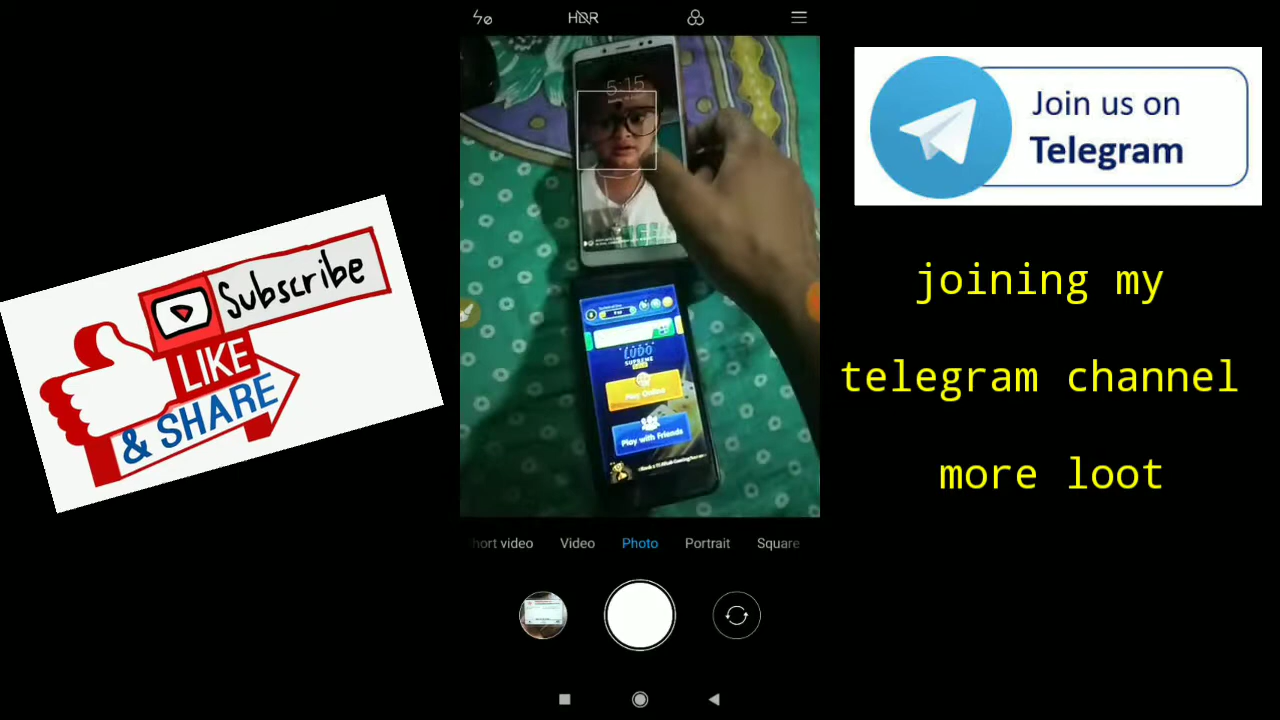 HDR
5:15
Subscribe
LIKE
& SHARE
LUDO
SUPREME
Play Online
Play with Friends
Short video
Video
Photo
Portrait
Square
Join us on
Telegram
joining my
telegram channel
more loot